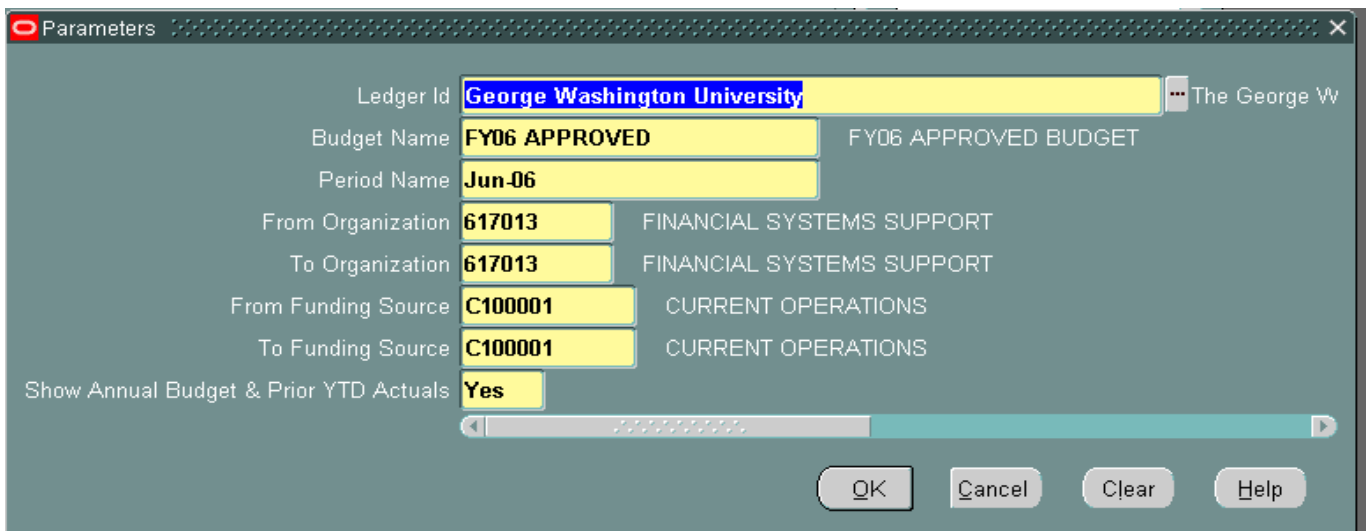 Parameters
Ledger Id George Washington University ... The George W
Budget Name FY06 APPROVED FY06 APPROVED BUDGET
Period Name Jun-06
From Organization 617013 FINANCIAL SYSTEMS SUPPORT
To Organization 617013 FINANCIAL SYSTEMS SUPPORT
From Funding Source C100001 CURRENT OPERATIONS
To Funding Source C100001 CURRENT OPERATIONS
Show Annual Budget & Prior YTD Actuals Yes
OK Cancel Clear Help